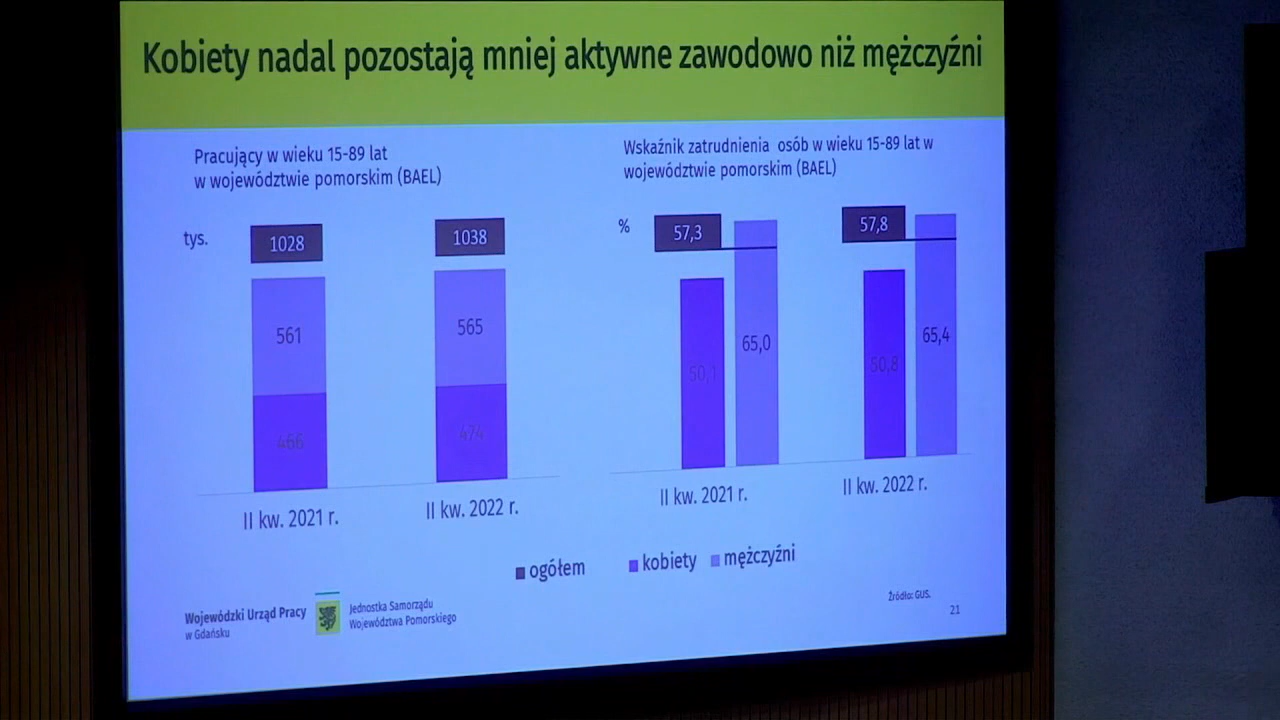 Kobiety nadal pozostają mniej aktywne zawodowo niż mężczyźni
Pracujący w wieku 15-89 lat
w województwie pomorskim (BAEL)
tys.
1028
1038
561
565
466
474
II kw. 2021 r.
II kw. 2022 r.
Wskaźnik zatrudnienia osób w wieku 15-89 lat w
województwie pomorskim (BAEL)
%
57,3
57,8
50,1
65,0
50,8
65,4
II kw. 2021 r.
II kw. 2022 r.
ogółem kobiety mężczyźni
Wojewódzki Urząd Pracy
w Gdańsku
Jednostka Samorządu
Województwa Pomorskiego
Źródło: GUS.
21